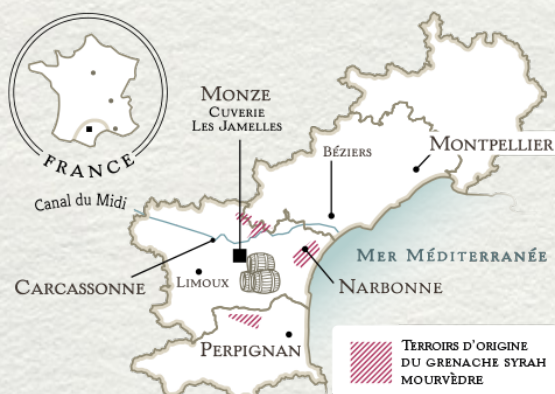 FRANCE
Canal du Midi
MONZE
CUVERIE
LES JAMELLES
BÉZIERS
MONTPELLIER
MER MÉDITERRANÉE
CARCASSONNE
LIMOUX
NARBONNE
PERPIGNAN
TERROIRS D'ORIGINE
DU GRENACHE SYRAH
MOURVÈDRE